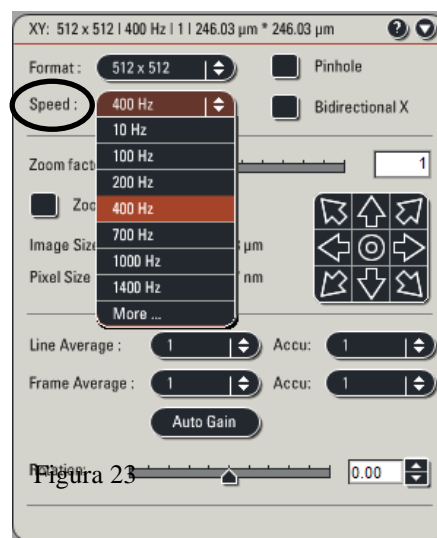 XY: 512 x 512 | 400 Hz | 1 | 246.03 µm * 246.03 µm
Format : 512 x 512 Pinhole
Speed : 400 Hz Bidirectional X
10 Hz
100 Hz
Zoom 1
200 Hz
400 Hz
Image Size µm
700 Hz
1000 Hz
Pixel Size nm
1400 Hz
More ...
Line Average : 1 Accu: 1
Frame Average : 1 Accu: 1
Auto Gain
Figura 23 0.00